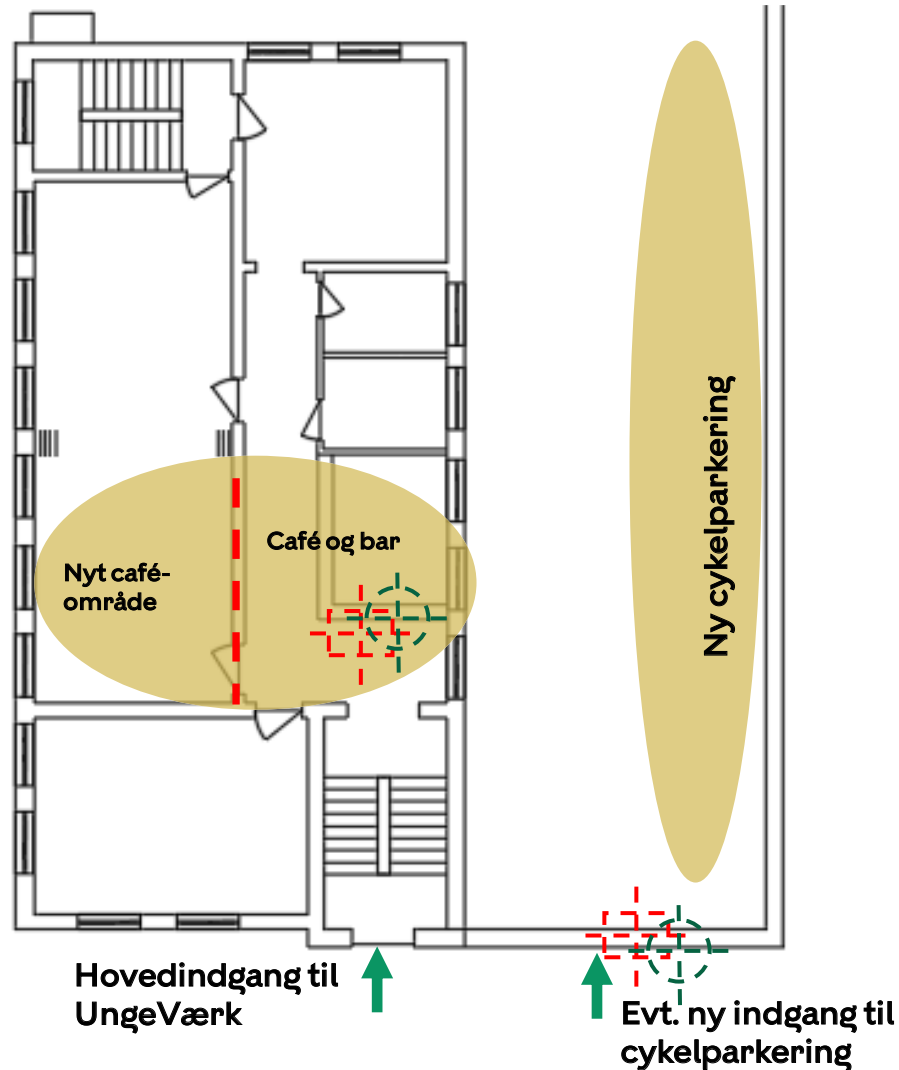 Café og bar
Nyt café-
område
Ny cykelparkering
Hovedindgang til
UngeVærk
Evt. ny indgang til
cykelparkering